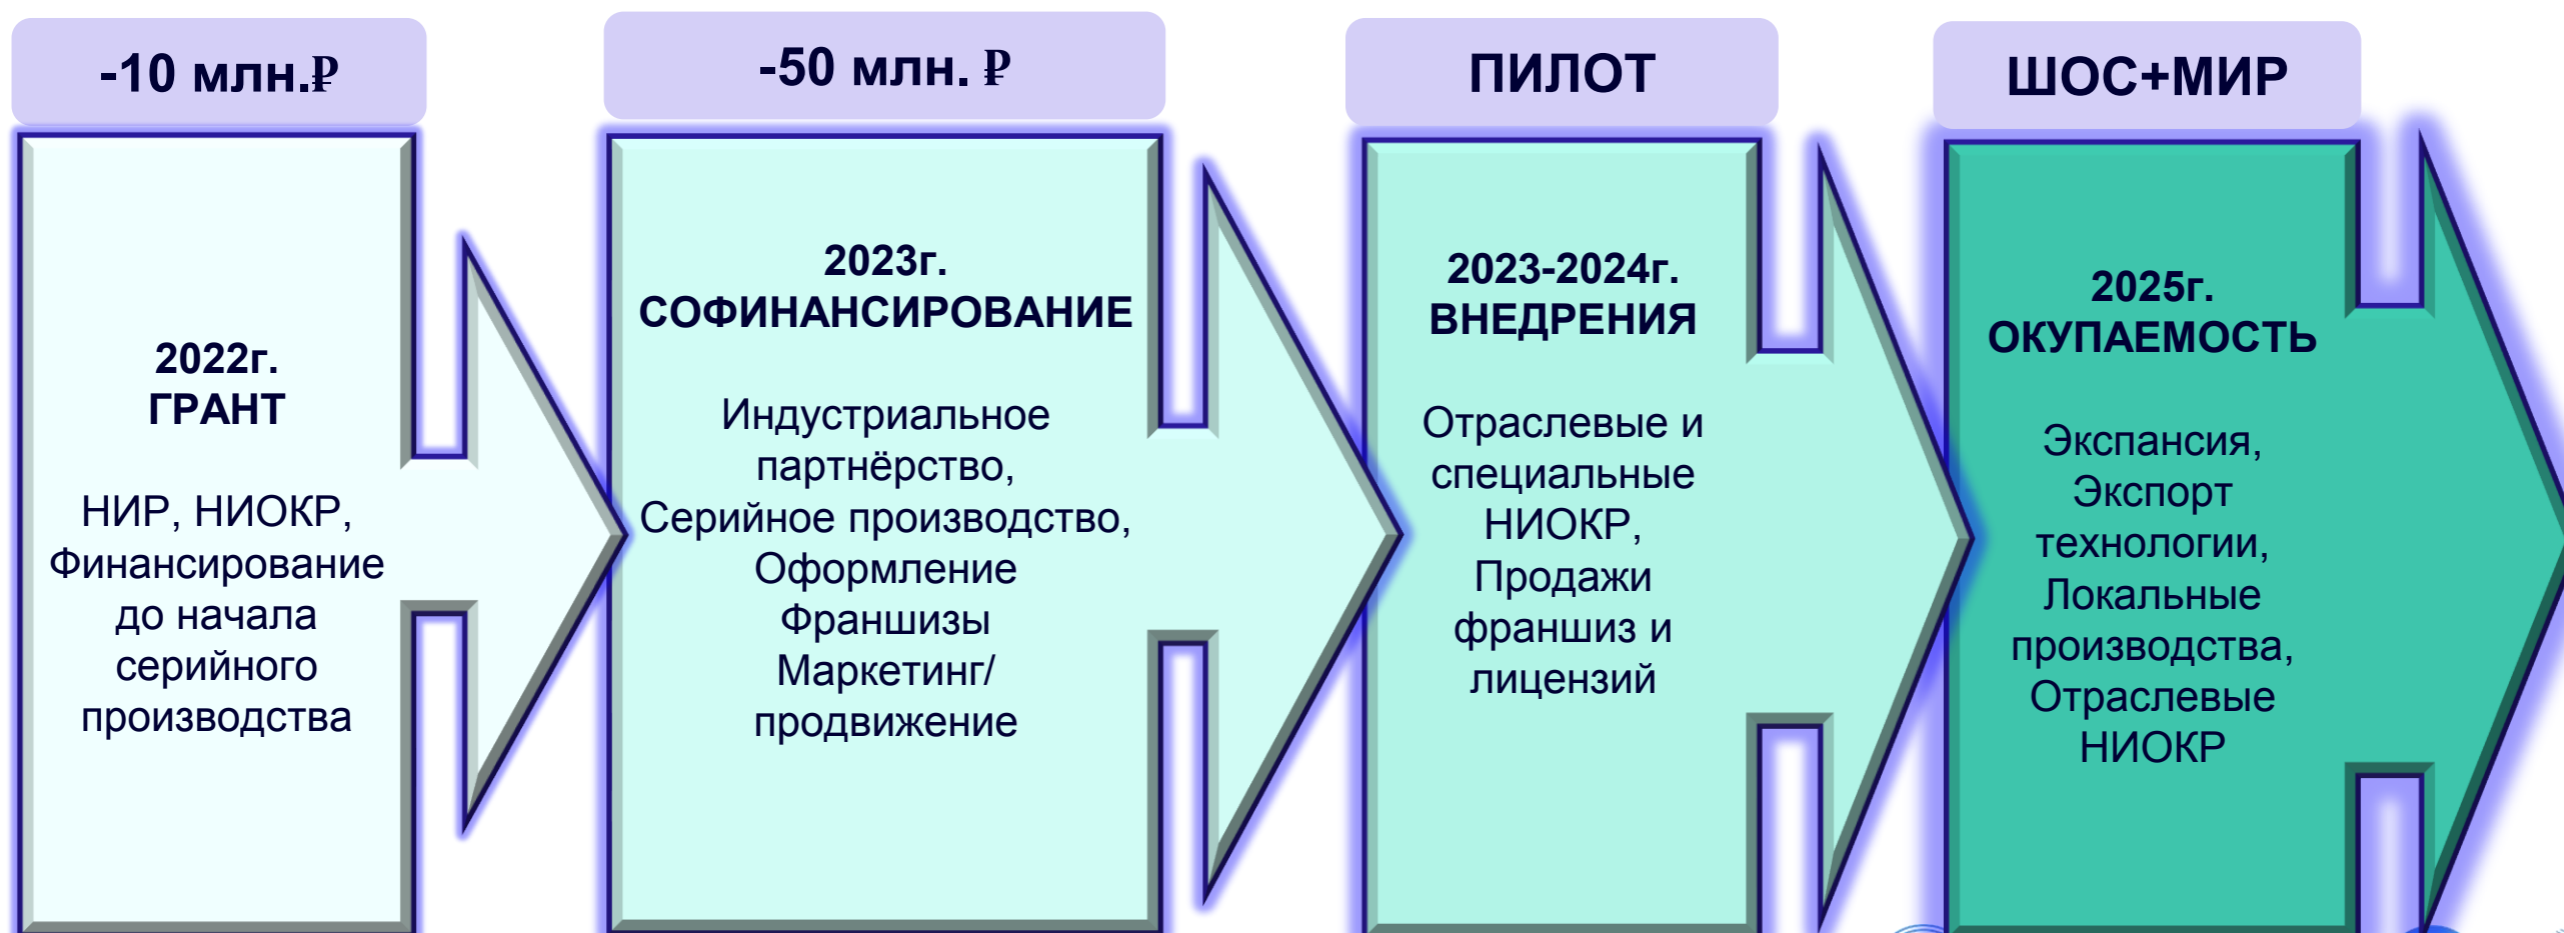 -10 млн.₽
2022г.
ГРАНТ
НИР, НИОКР,
Финансирование
до начала
серийного
производства
-50 млн. ₽
2023г.
СОФИНАНСИРОВАНИЕ
Индустриальное
партнёрство,
Серийное производство,
Оформление
Франшизы
Маркетинг/
продвижение
ПИЛОТ
2023-2024г.
ВНЕДРЕНИЯ
Отраслевые и
специальные
НИОКР,
Продажи
франшиз и
лицензий
ШОС+МИР
2025г.
ОКУПАЕМОСТЬ
Экспансия,
Экспорт
технологии,
Локальные
производства,
Отраслевые
НИОКР